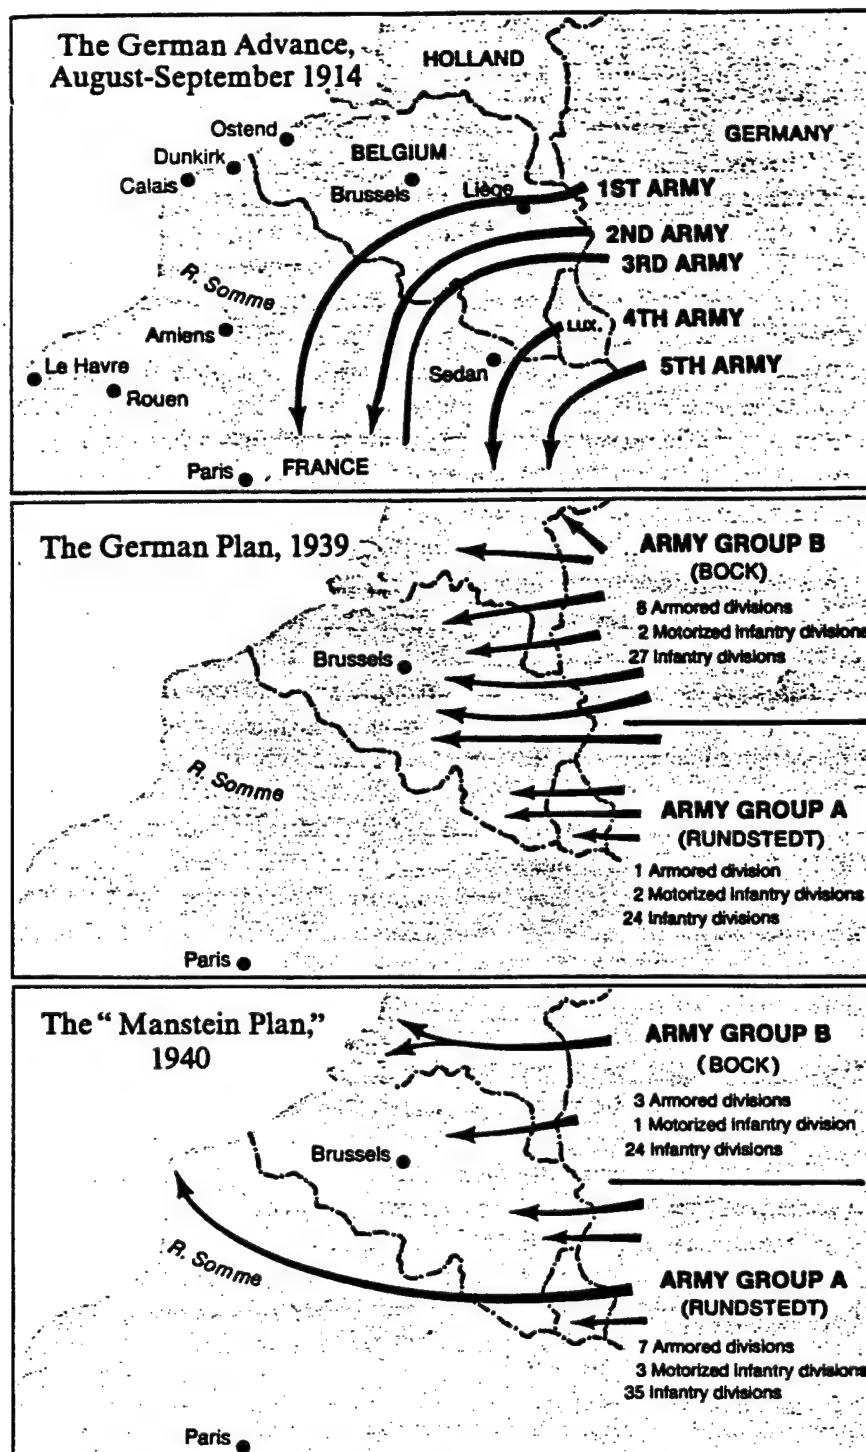 The German Advance,
August-September 1914
HOLLAND
GERMANY
Ostend
Dunkirk
BELGIUM
Calais
Brussels
Liège
1ST ARMY
2ND ARMY
3RD ARMY
R. Somme
4TH ARMY
LUX.
Amiens
Sedan
5TH ARMY
Le Havre
Rouen
Paris
FRANCE
The German Plan, 1939
ARMY GROUP B
(BOCK)
8 Armored divisions
2 Motorized Infantry divisions
27 Infantry divisions
Brussels
R. Somme
ARMY GROUP A
(RUNDSTEDT)
1 Armored division
2 Motorized Infantry divisions
24 Infantry divisions
Paris
The "Manstein Plan,"
1940
ARMY GROUP B
(BOCK)
3 Armored divisions
1 Motorized Infantry division
24 Infantry divisions
Brussels
R. Somme
ARMY GROUP A
(RUNDSTEDT)
7 Armored divisions
3 Motorized Infantry divisions
35 Infantry divisions
Paris